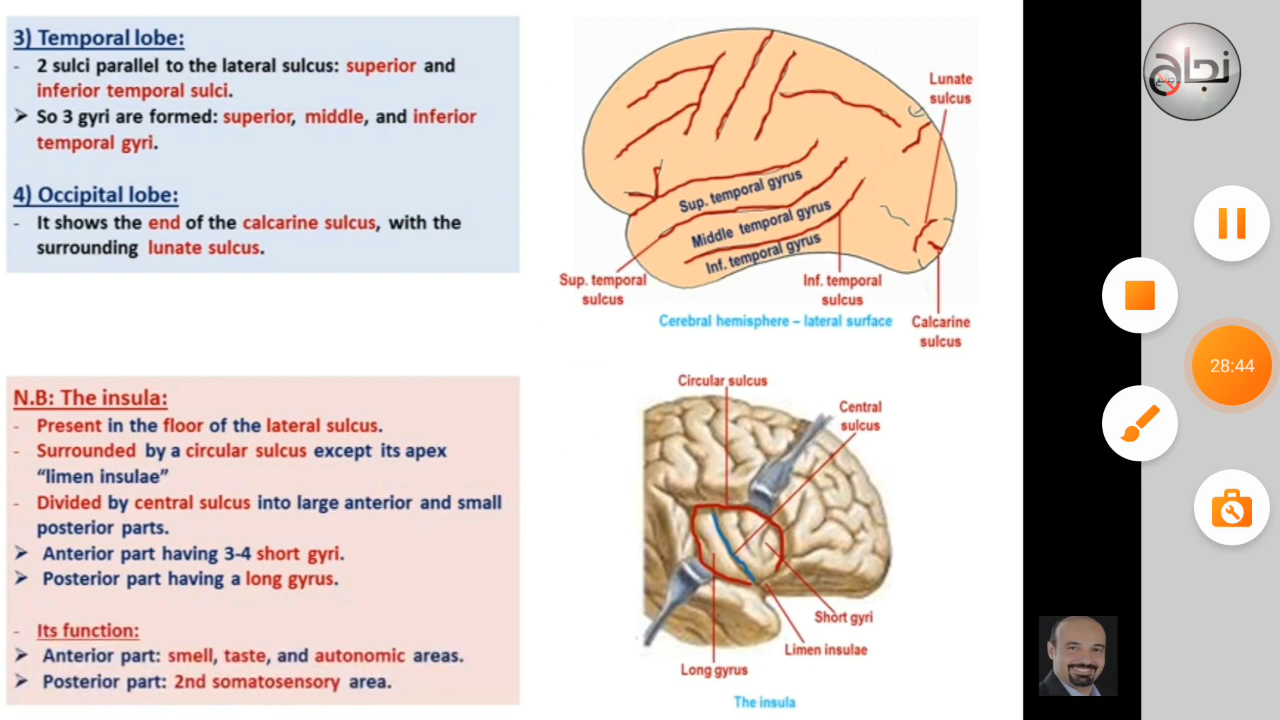 3) Temporal lobe:
- 2 sulci parallel to the lateral sulcus: superior and
inferior temporal sulci.
➤ So 3 gyri are formed: superior, middle, and inferior
temporal gyri.
4) Occipital lobe:
- It shows the end of the calcarine sulcus, with the
surrounding lunate sulcus.
Lunate
sulcus
Sup. temporal gyrus
Middle temporal gyrus
Inf. temporal gyrus
Sup. temporal
sulcus
Inf. temporal
sulcus
Calcarine
sulcus
Cerebral hemisphere – lateral surface
N.B: The insula:
- Present in the floor of the lateral sulcus.
- Surrounded by a circular sulcus except its apex
“limen insulae”
- Divided by central sulcus into large anterior and small
posterior parts.
➤ Anterior part having 3-4 short gyri.
➤ Posterior part having a long gyrus.
- Its function:
➤ Anterior part: smell, taste, and autonomic areas.
➤ Posterior part: 2nd somatosensory area.
Circular sulcus
Central
sulcus
Short gyri
Limen insulae
Long gyrus
The insula
28:44